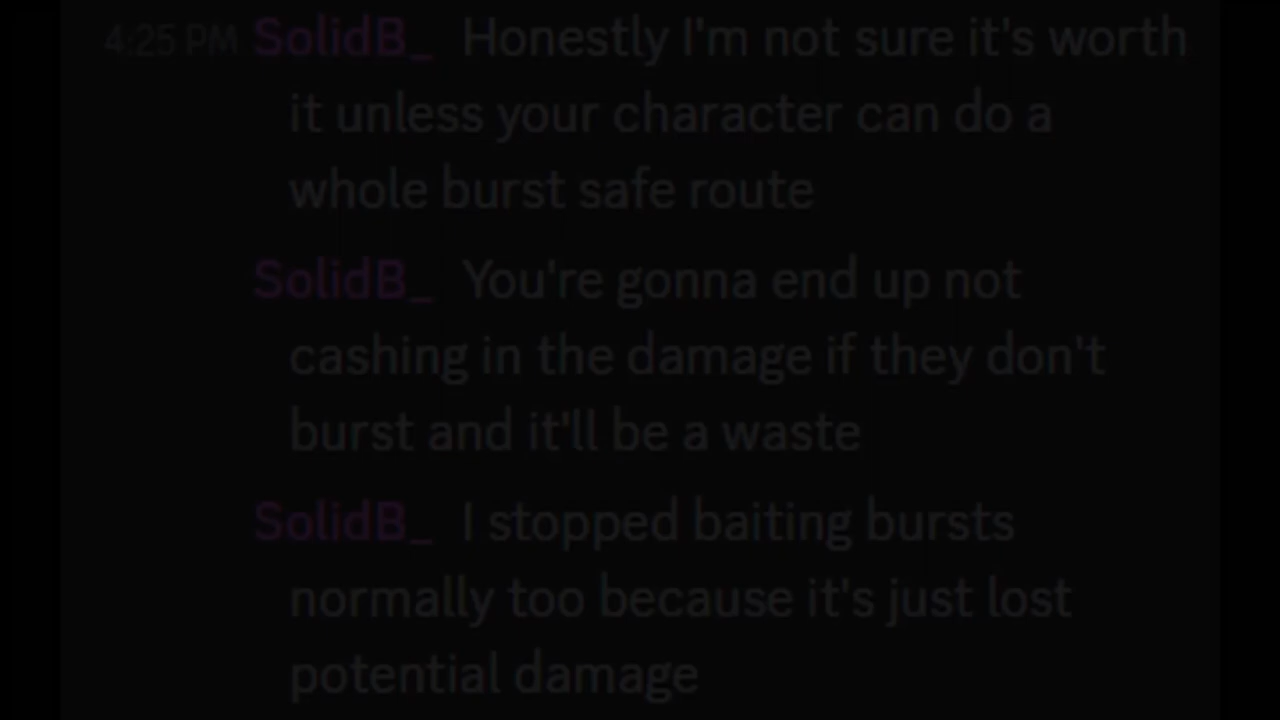 4:25 PM SolidB_ Honestly I'm not sure it's worth
it unless your character can do a
whole burst safe route
SolidB_ You're gonna end up not
cashing in the damage if they don't
burst and it'll be a waste
SolidB_ I stopped baiting bursts
normally too because it's just lost
potential damage